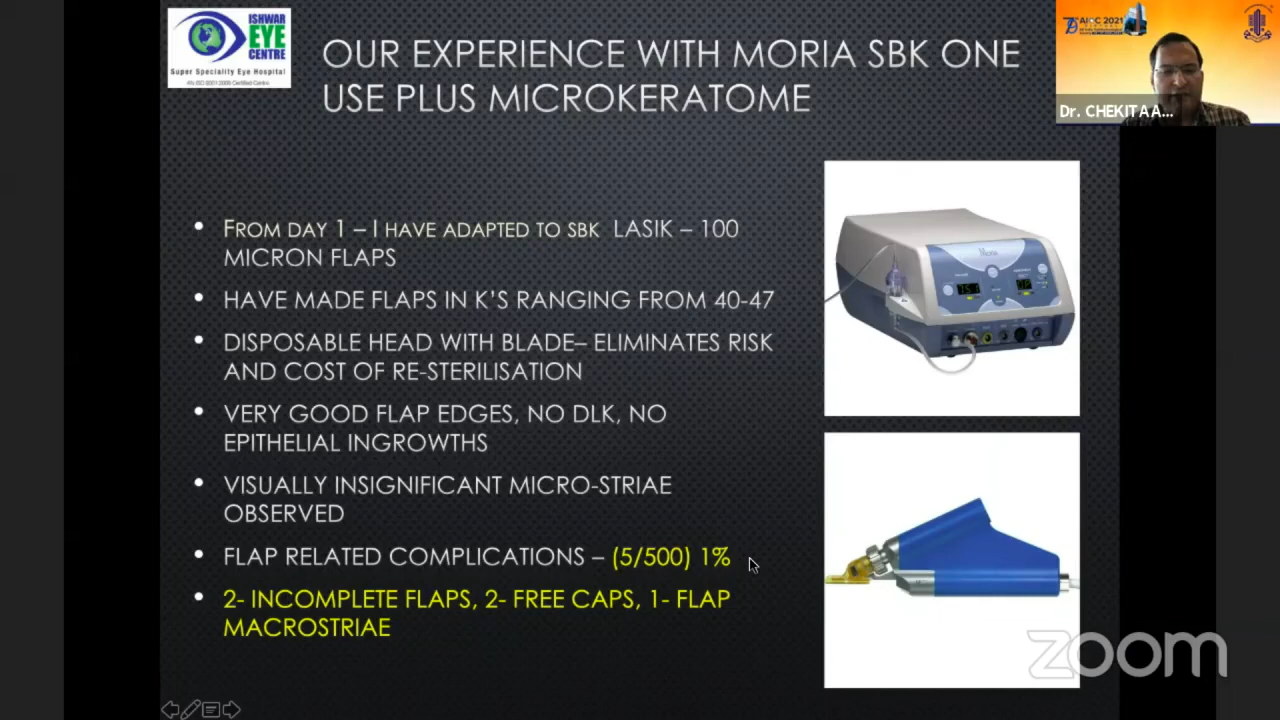 ISHWAR
EYE
CENTRE
Super Speciality Eye Hospital
AN ISO 9001:2008 Certified Centre
OUR EXPERIENCE WITH MORIA SBK ONE
USE PLUS MICROKERATOME
AIOC 2021
Dr. CHEKITAA...
• FROM DAY 1 – I HAVE ADAPTED TO SBK LASIK – 100
MICRON FLAPS
• HAVE MADE FLAPS IN K'S RANGING FROM 40-47
• DISPOSABLE HEAD WITH BLADE– ELIMINATES RISK
AND COST OF RE-STERILISATION
• VERY GOOD FLAP EDGES, NO DLK, NO
EPITHELIAL INGROWTHS
• VISUALLY INSIGNIFICANT MICRO-STRIAE
OBSERVED
• FLAP RELATED COMPLICATIONS – (5/500) 1%
• 2- INCOMPLETE FLAPS, 2- FREE CAPS, 1- FLAP
MACROSTRIAE
Moria
zoom